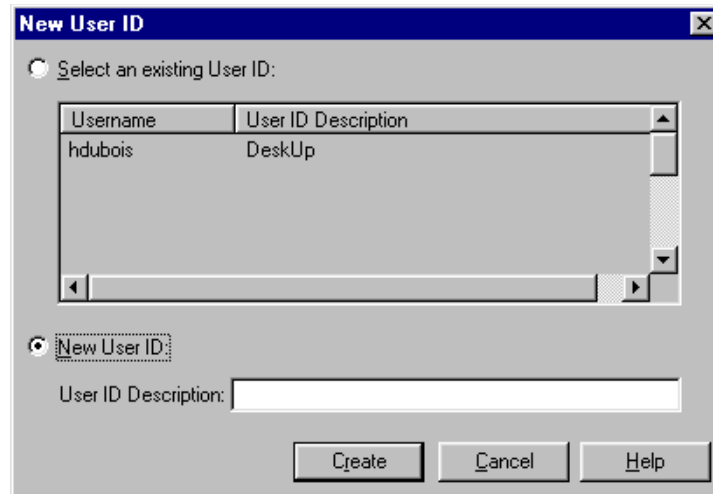 New User ID
Select an existing User ID:
Username User ID Description
hdubois DeskUp
New User ID:
User ID Description:
Create Cancel Help